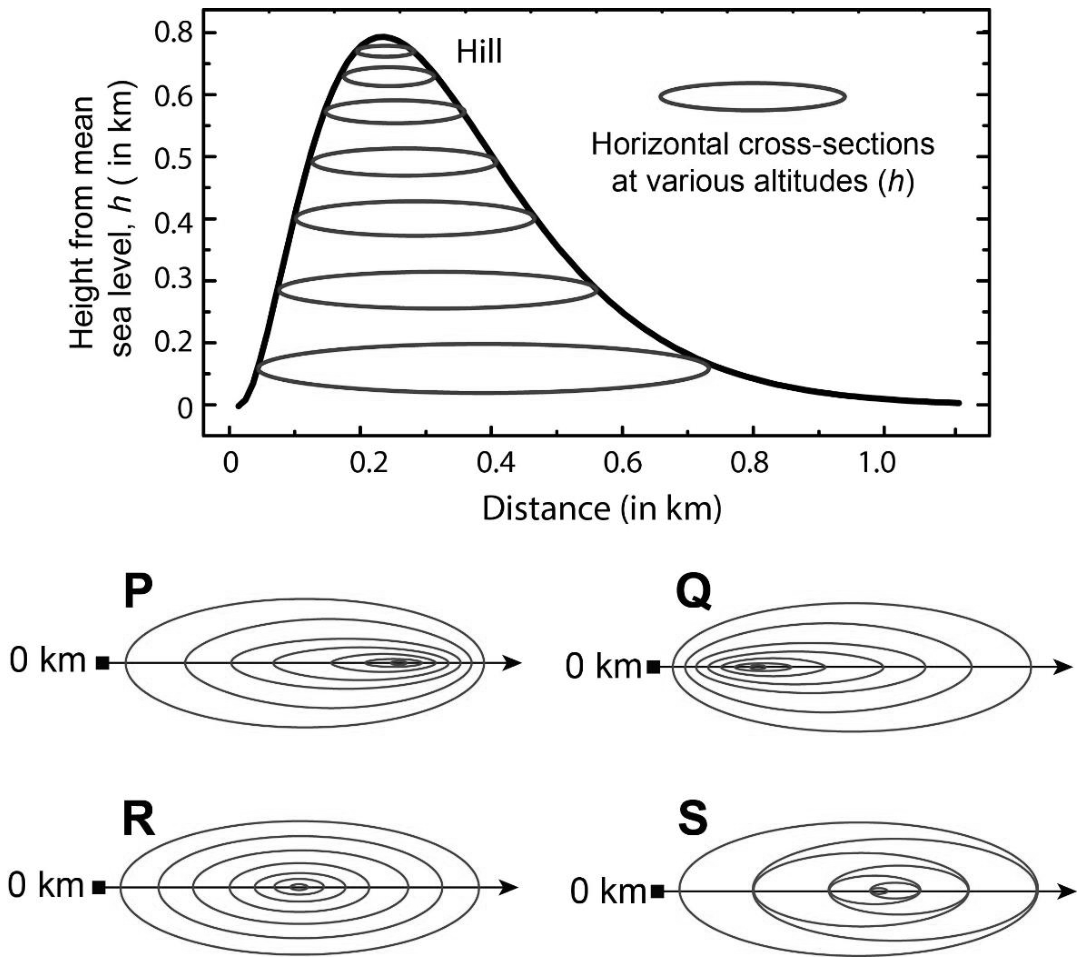 0.8
0.6
0.5
0.4
0.3
0.2
0
Height from mean
sea level, h ( in km)
Hill
Horizontal cross-sections
at various altitudes (h)
0 0.2 0.4 0.6 0.8 1.0
Distance (in km)
P
0 km
Q
0 km
R
0 km
S
0 km